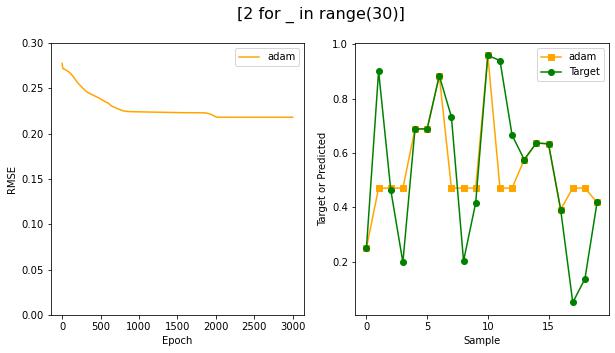 [2 for _ in range(30)]
0.30
0.25
0.20
0.15
0.10
0.05
0.00
RMSE
0
500
1000
1500
2000
2500
3000
Epoch
adam
1.0
0.8
0.6
0.4
0.2
Target or Predicted
0
5
10
15
Sample
adam
Target